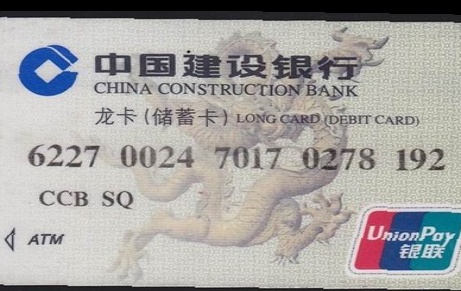 中国建设银行
CHINA CONSTRUCTION BANK
龙卡(储蓄卡) LONG CARD (DEBIT CARD)
6227 0024 7017 0278 192
CCB SQ
ATM
UnionPay
银联